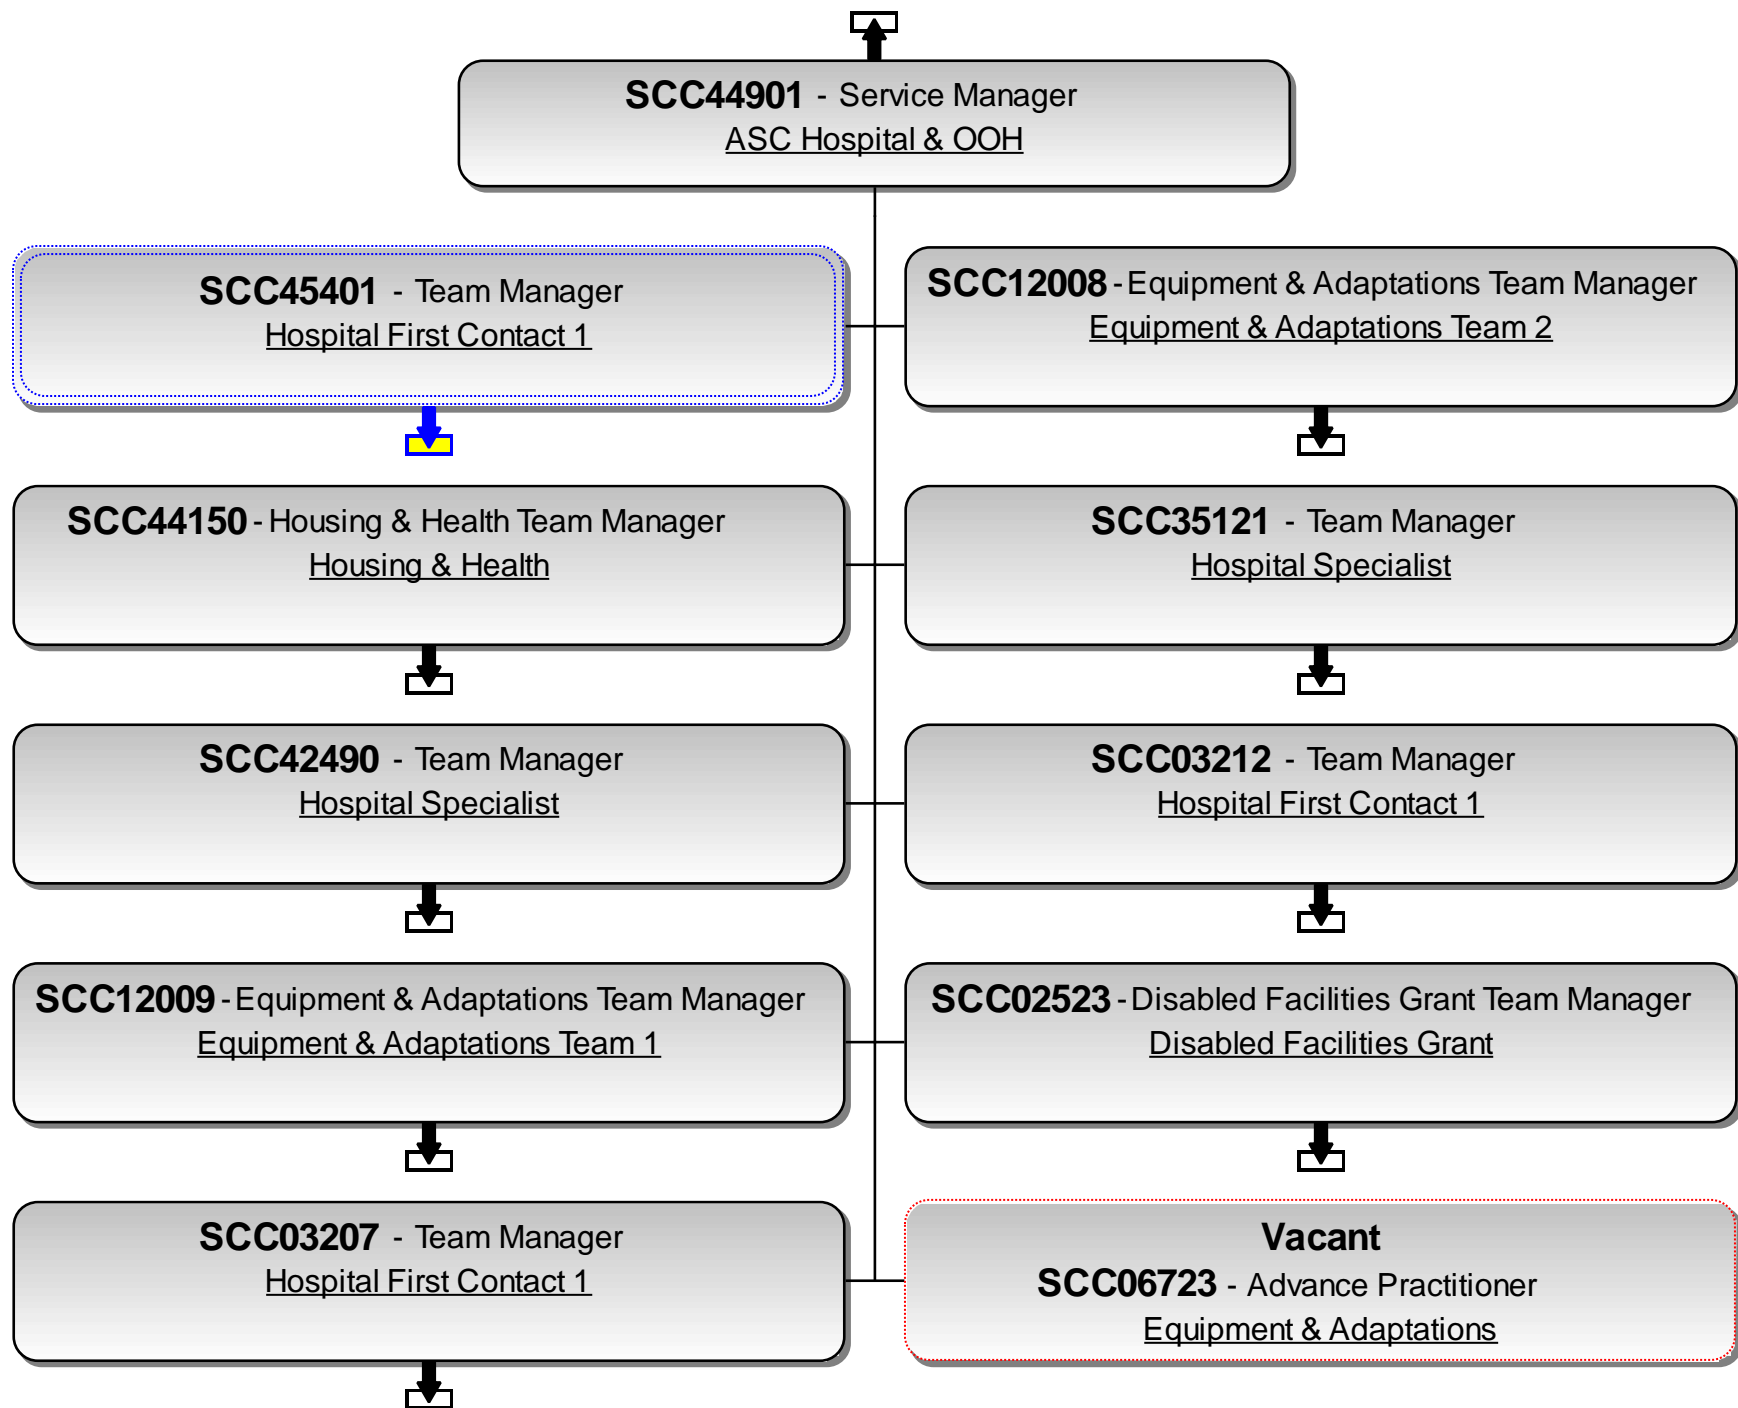 SCC44901 - Service Manager
ASC Hospital & OOH
SCC45401 - Team Manager
Hospital First Contact 1
SCC12008 - Equipment & Adaptations Team Manager
Equipment & Adaptations Team 2
SCC44150 - Housing & Health Team Manager
Housing & Health
SCC35121 - Team Manager
Hospital Specialist
SCC42490 - Team Manager
Hospital Specialist
SCC03212 - Team Manager
Hospital First Contact 1
SCC12009 - Equipment & Adaptations Team Manager
Equipment & Adaptations Team 1
SCC02523 - Disabled Facilities Grant Team Manager
Disabled Facilities Grant
SCC03207 - Team Manager
Hospital First Contact 1
Vacant
SCC06723 - Advance Practitioner
Equipment & Adaptations